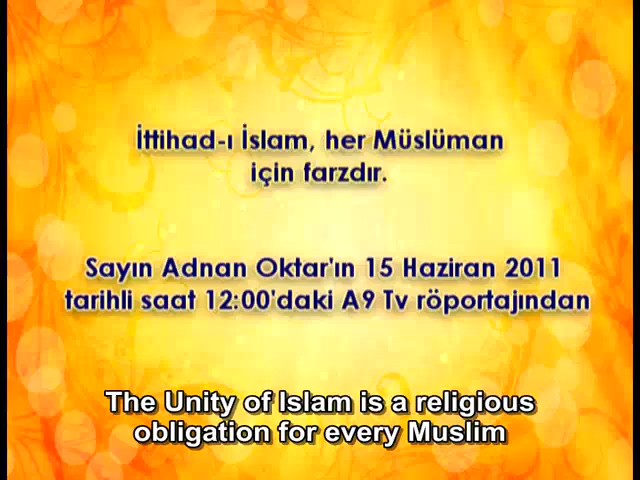 İttihad-ı İslam, her Müslüman
için farzdır.
Sayın Adnan Oktar'ın 15 Haziran 2011
tarihli saat 12:00'daki A9 Tv röportajından
The Unity of Islam is a religious
obligation for every Muslim